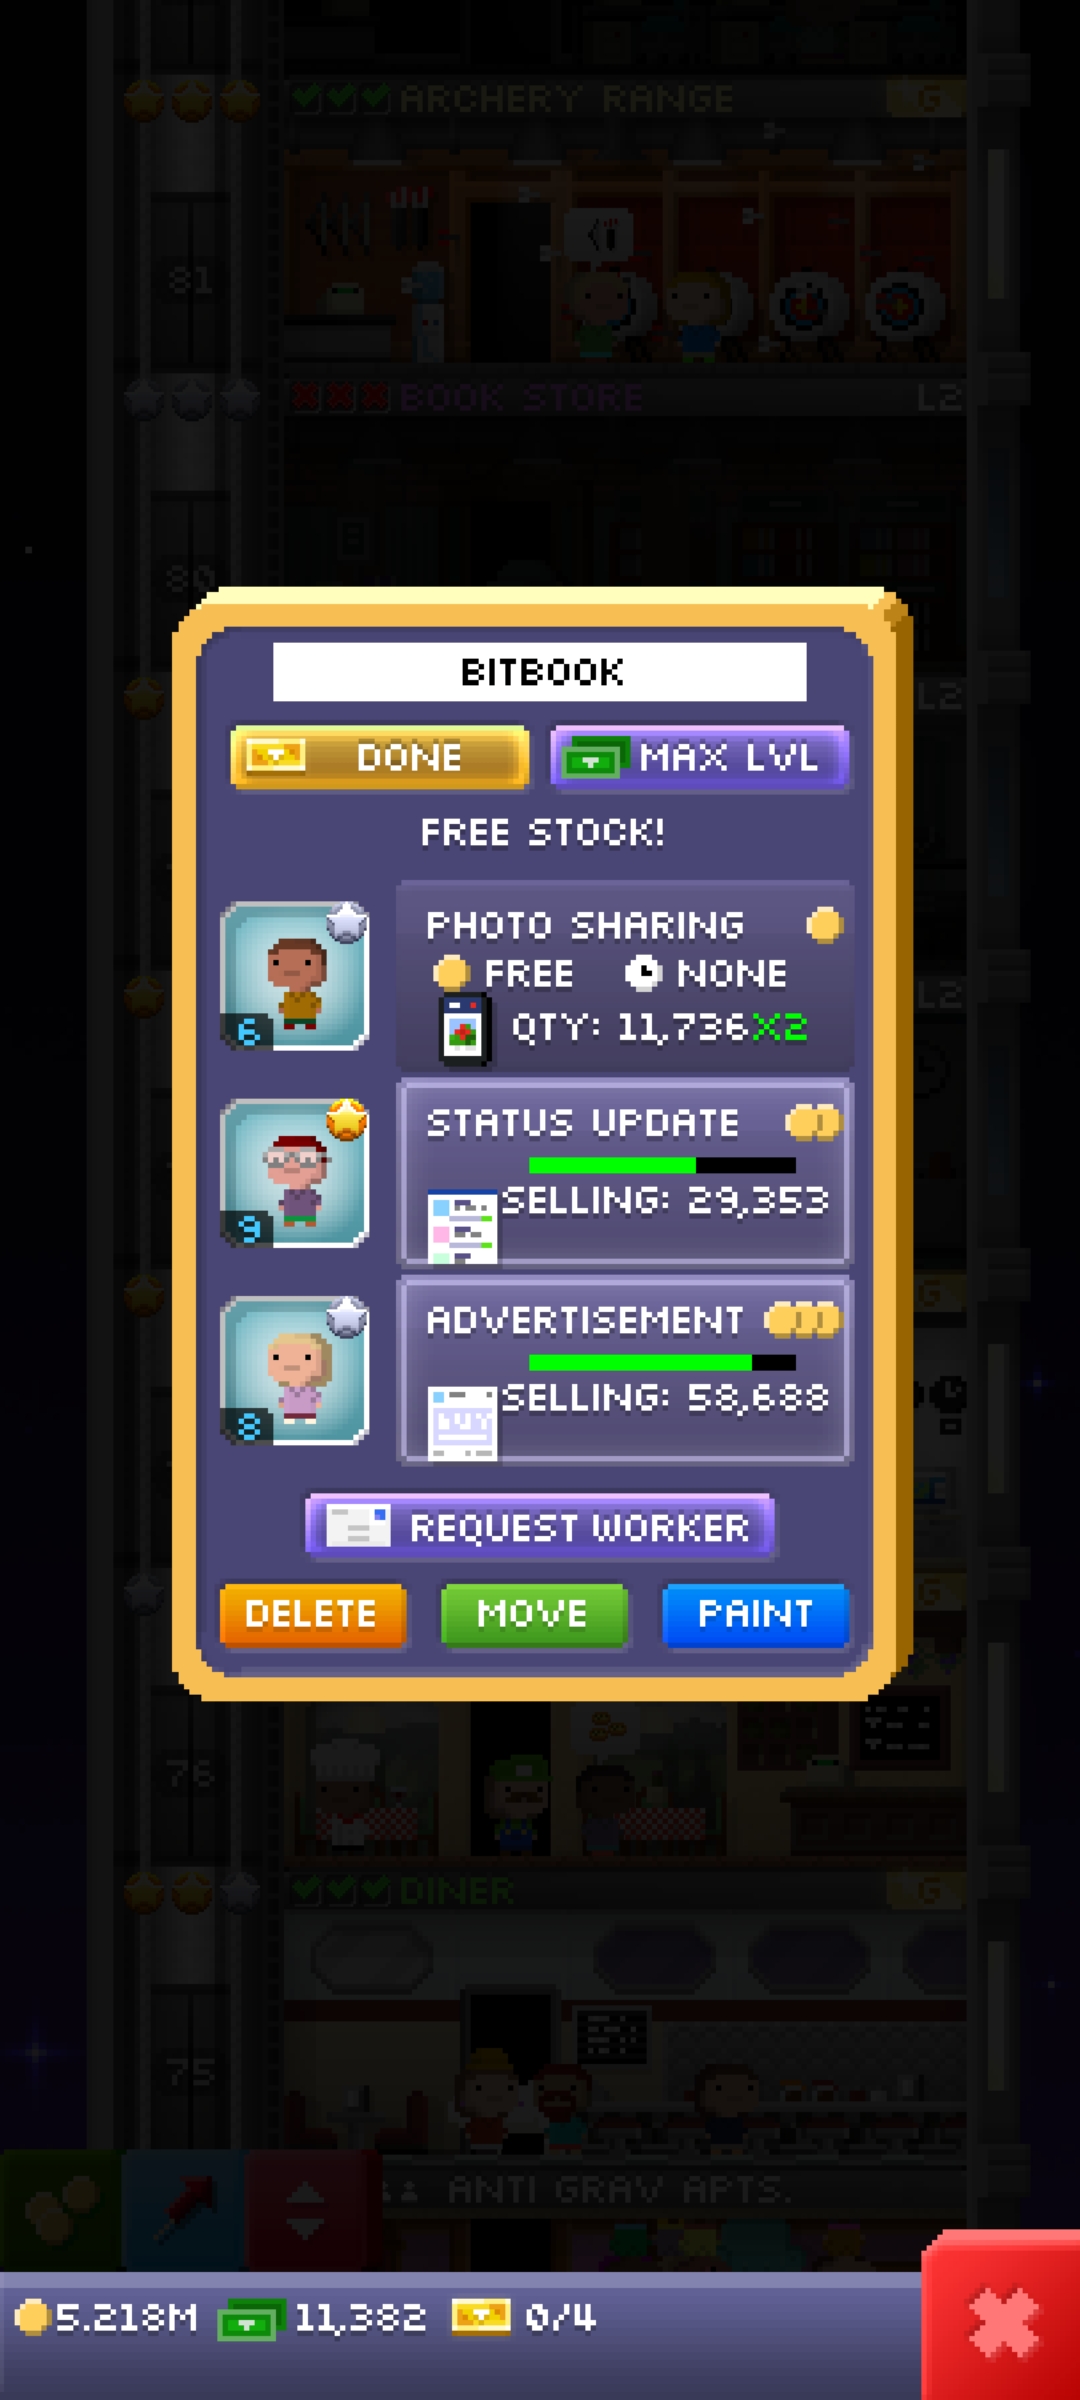 ARCHERY RANGE G
81
BOOK STORE L2
80
BITBOOK
L2
DONE MAX LVL
FREE STOCK!
PHOTO SHARING
FREE NONE
6 QTY: 11,736X2
L2
STATUS UPDATE
9 SELLING: 29,353
G
ADVERTISEMENT
8 SELLING: 58,688
REQUEST WORKER
G
DELETE MOVE PAINT
76
DINER G
75
ANTI GRAV APTS.
5.218M 11,382 0/4